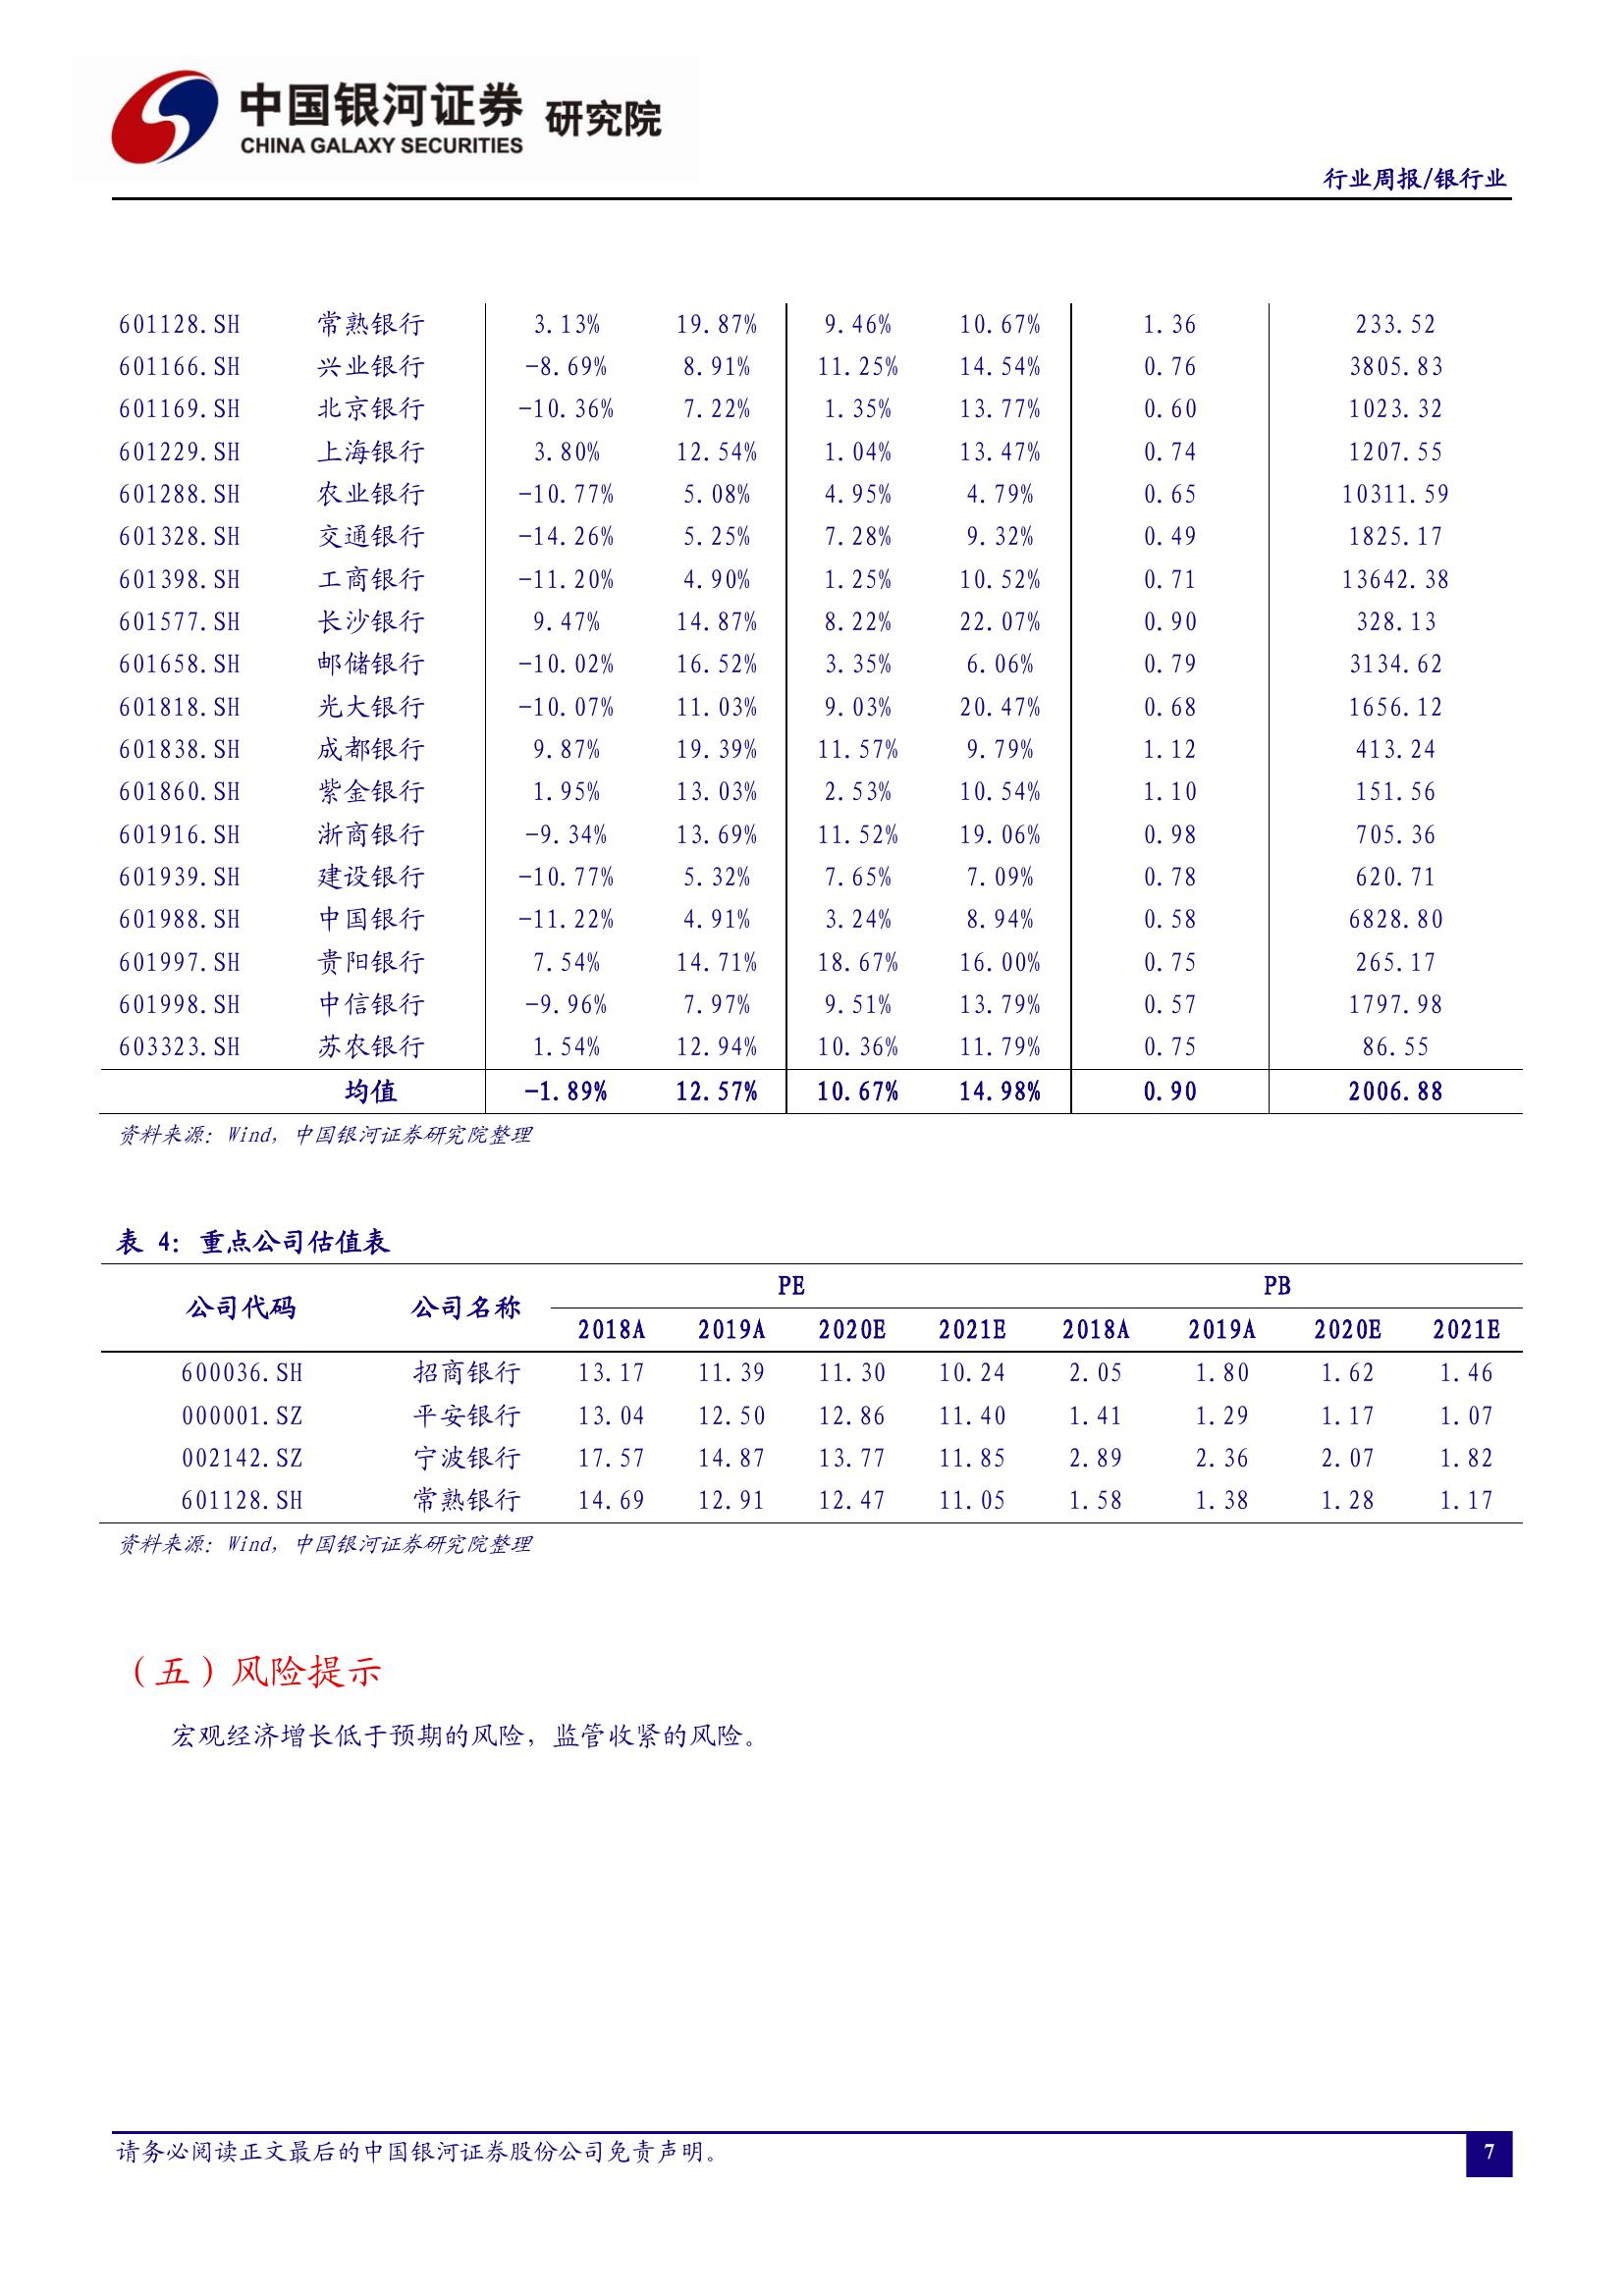 中国银河证券 研究院
CHINA GALAXY SECURITIES
行业周报/银行业
601128.SH 常熟银行 3.13% 19.87% 9.46% 10.67% 1.36 233.52
601166.SH 兴业银行 -8.69% 8.91% 11.25% 14.54% 0.76 3805.83
601169.SH 北京银行 -10.36% 7.22% 1.35% 13.77% 0.60 1023.32
601229.SH 上海银行 3.80% 12.54% 1.04% 13.47% 0.74 1207.55
601288.SH 农业银行 -10.77% 5.08% 4.95% 4.79% 0.65 10311.59
601328.SH 交通银行 -14.26% 5.25% 7.28% 9.32% 0.49 1825.17
601398.SH 工商银行 -11.20% 4.90% 1.25% 10.52% 0.71 13642.38
601577.SH 长沙银行 9.47% 14.87% 8.22% 22.07% 0.90 328.13
601658.SH 邮储银行 -10.02% 16.52% 3.35% 6.06% 0.79 3134.62
601818.SH 光大银行 -10.07% 11.03% 9.03% 20.47% 0.68 1656.12
601838.SH 成都银行 9.87% 19.39% 11.57% 9.79% 1.12 413.24
601860.SH 紫金银行 1.95% 13.03% 2.53% 10.54% 1.10 151.56
601916.SH 浙商银行 -9.34% 13.69% 11.52% 19.06% 0.98 705.36
601939.SH 建设银行 -10.77% 5.32% 7.65% 7.09% 0.78 620.71
601988.SH 中国银行 -11.22% 4.91% 3.24% 8.94% 0.58 6828.80
601997.SH 贵阳银行 7.54% 14.71% 18.67% 16.00% 0.75 265.17
601998.SH 中信银行 -9.96% 7.97% 9.51% 13.79% 0.57 1797.98
603323.SH 苏农银行 1.54% 12.94% 10.36% 11.79% 0.75 86.55
均值 -1.89% 12.57% 10.67% 14.98% 0.90 2006.88
资料来源：Wind，中国银河证券研究院整理
表 4：重点公司估值表
公司代码 公司名称 PE PB
2018A 2019A 2020E 2021E 2018A 2019A 2020E 2021E
600036.SH 招商银行 13.17 11.39 11.30 10.24 2.05 1.80 1.62 1.46
000001.SZ 平安银行 13.04 12.50 12.86 11.40 1.41 1.29 1.17 1.07
002142.SZ 宁波银行 17.57 14.87 13.77 11.85 2.89 2.36 2.07 1.82
601128.SH 常熟银行 14.69 12.91 12.47 11.05 1.58 1.38 1.28 1.17
资料来源：Wind，中国银河证券研究院整理
（五）风险提示
宏观经济增长低于预期的风险，监管收紧的风险。
请务必阅读正文最后的中国银河证券股份公司免责声明。
7